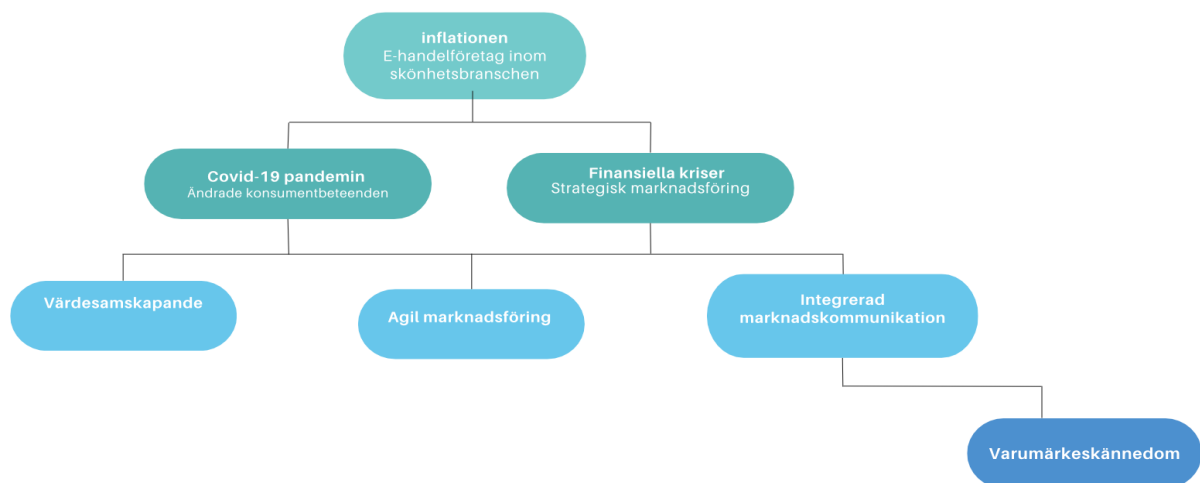 inflationen
E-handelföretag inom
skönhetsbranschen
Covid-19 pandemin
Ändrade konsumentbeteenden
Finansiella kriser
Strategisk marknadsföring
Värdesamskapande
Agil marknadsföring
Integrerad
marknadskommunikation
Varumärkeskännedom